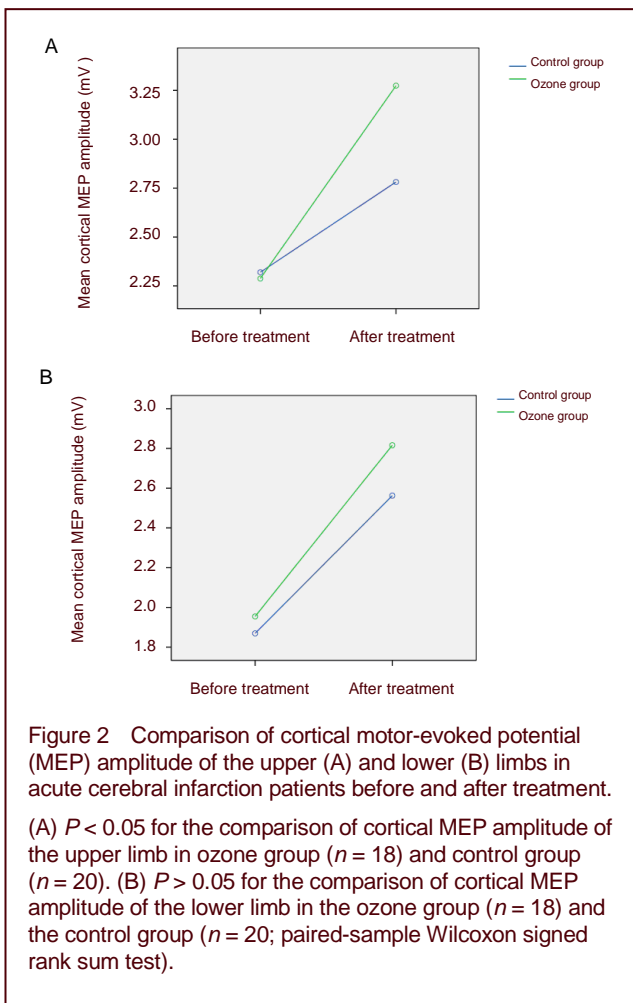 A
Control group
Ozone group
Mean cortical MEP amplitude (mV )
3.25
3.00
2.75
2.50
2.25
Before treatment After treatment
B
Control group
Ozone group
Mean cortical MEP amplitude (mV)
3.0
2.8
2.6
2.4
2.2
2.0
1.8
Before treatment After treatment
Figure 2 Comparison of cortical motor-evoked potential
(MEP) amplitude of the upper (A) and lower (B) limbs in
acute cerebral infarction patients before and after treatment.
(A) P < 0.05 for the comparison of cortical MEP amplitude of
the upper limb in ozone group (n = 18) and control group
(n = 20). (B) P > 0.05 for the comparison of cortical MEP
amplitude of the lower limb in the ozone group (n = 18) and
the control group (n = 20; paired-sample Wilcoxon signed
rank sum test).